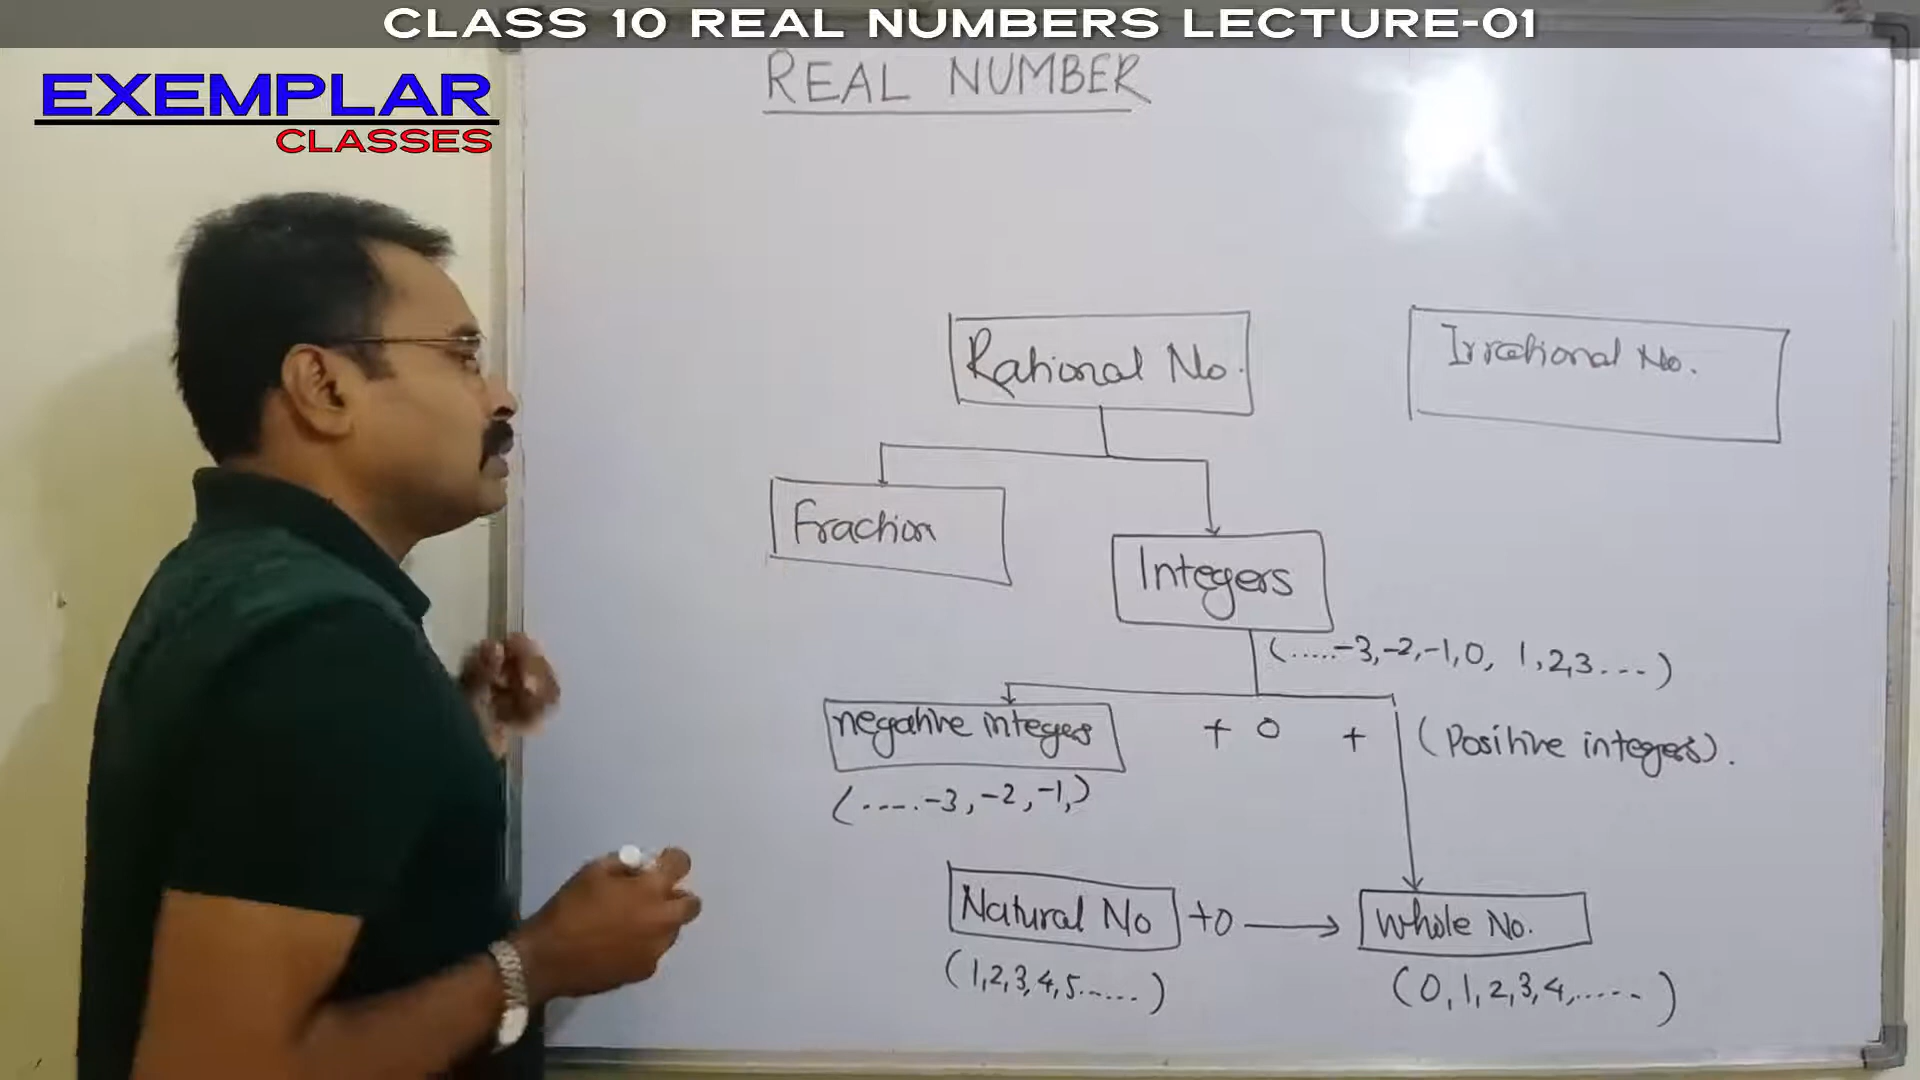 CLASS 10 REAL NUMBERS LECTURE-01
EXEMPLAR
CLASSES
REAL NUMBER
Rational No.
Irrational No.
Fraction
Integers
(.....-3,-2,-1,0, 1,2,3...)
negative integers + 0 + (Positive integers).
(....-3,-2,-1,)
Natural No +0 → Whole No.
(1,2,3,4,5......)
(0,1,2,3,4,.....)